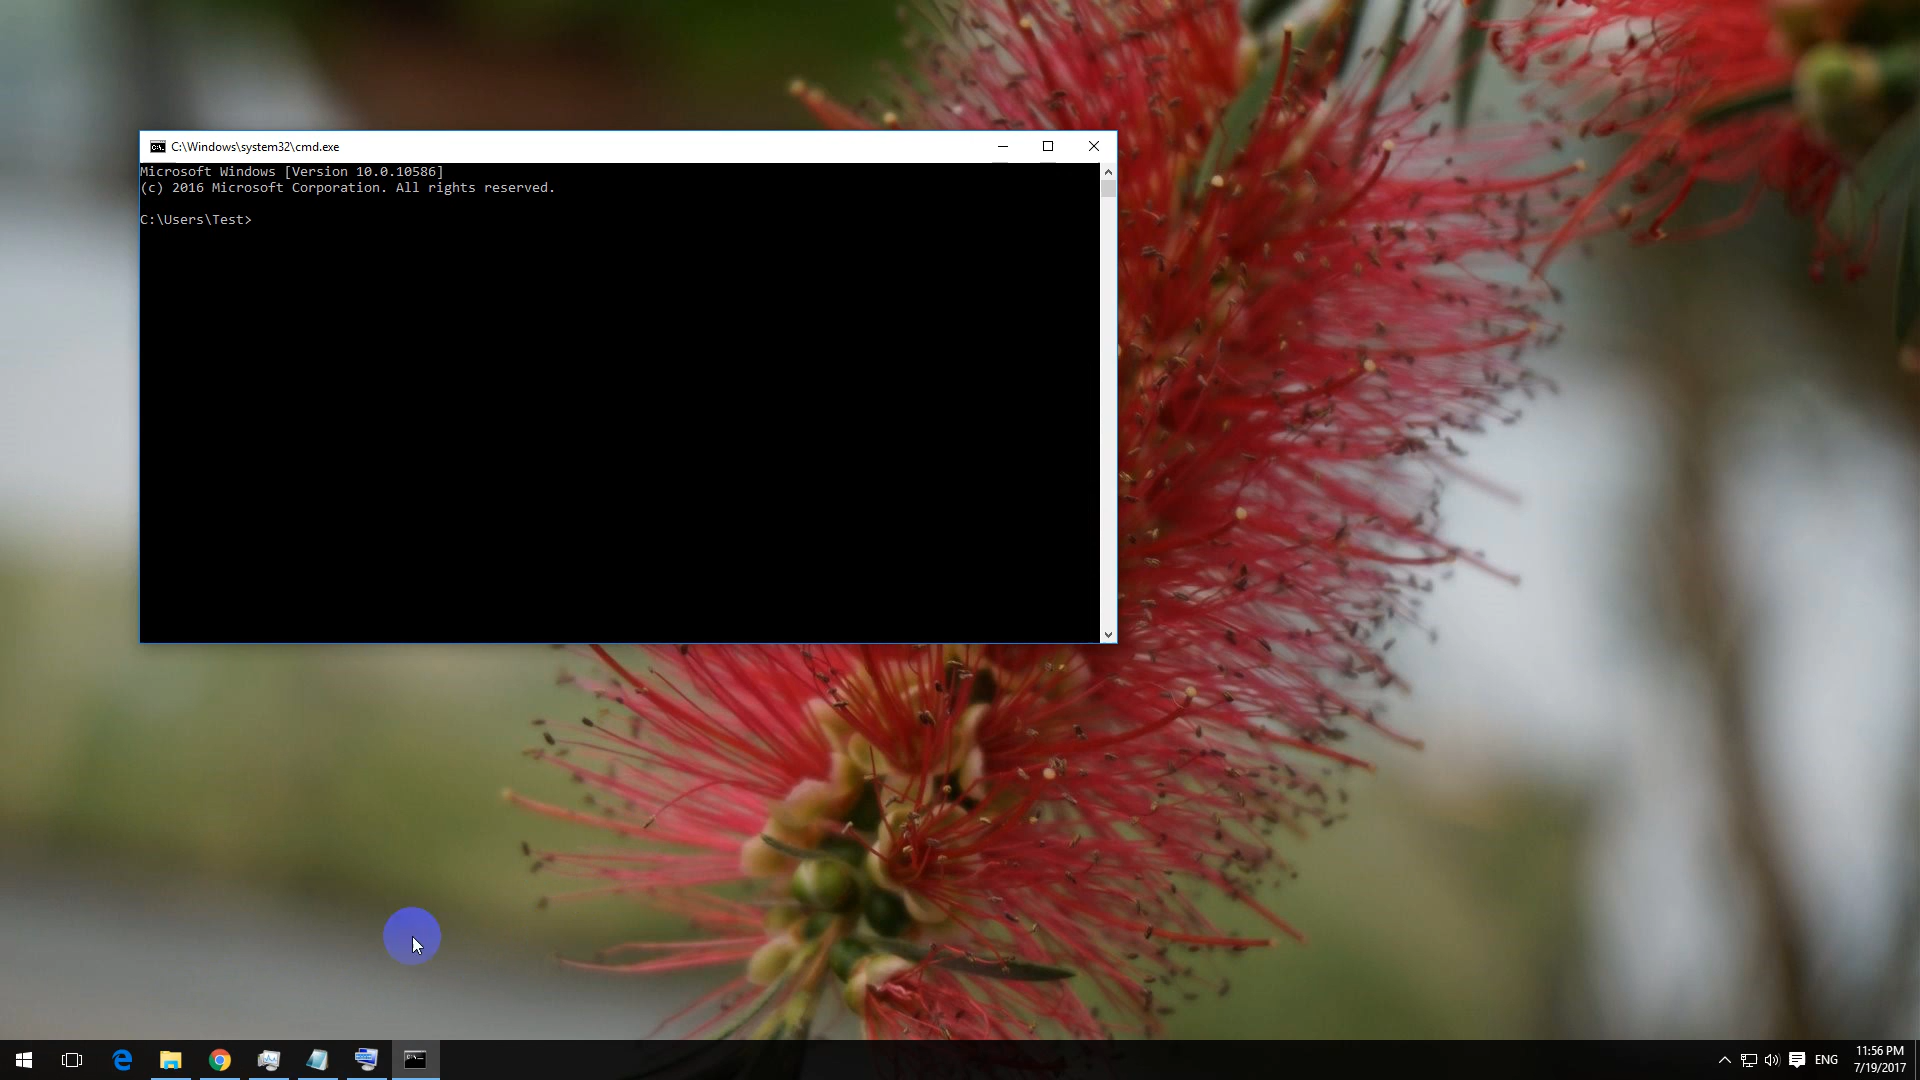 C:\Windows\system32\cmd.exe
Microsoft Windows [Version 10.0.10586]
(c) 2016 Microsoft Corporation. All rights reserved.
C:\Users\Test>
ENG
11:56 PM
7/19/2017